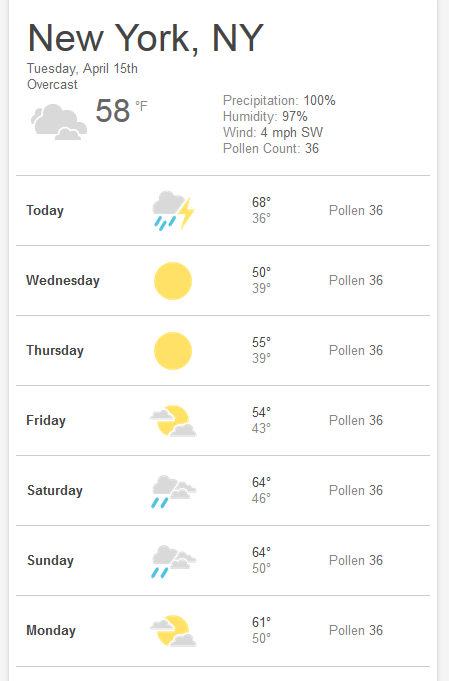 New York, NY
Tuesday, April 15th
Overcast
58 °F
Precipitation: 100%
Humidity: 97%
Wind: 4 mph SW
Pollen Count: 36
Today 68° 36° Pollen 36
Wednesday 50° 39° Pollen 36
Thursday 55° 39° Pollen 36
Friday 54° 43° Pollen 36
Saturday 64° 46° Pollen 36
Sunday 64° 50° Pollen 36
Monday 61° 50° Pollen 36